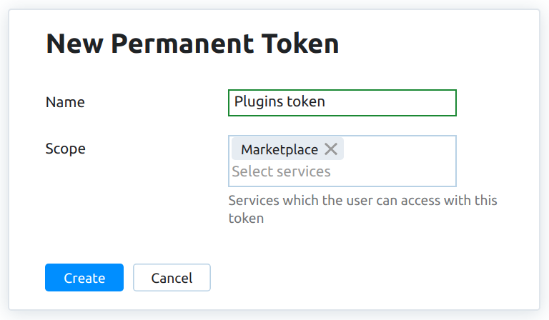 New Permanent Token
Name
Plugins token
Scope
Marketplace
Select services
Services which the user can access with this
token
Create
Cancel